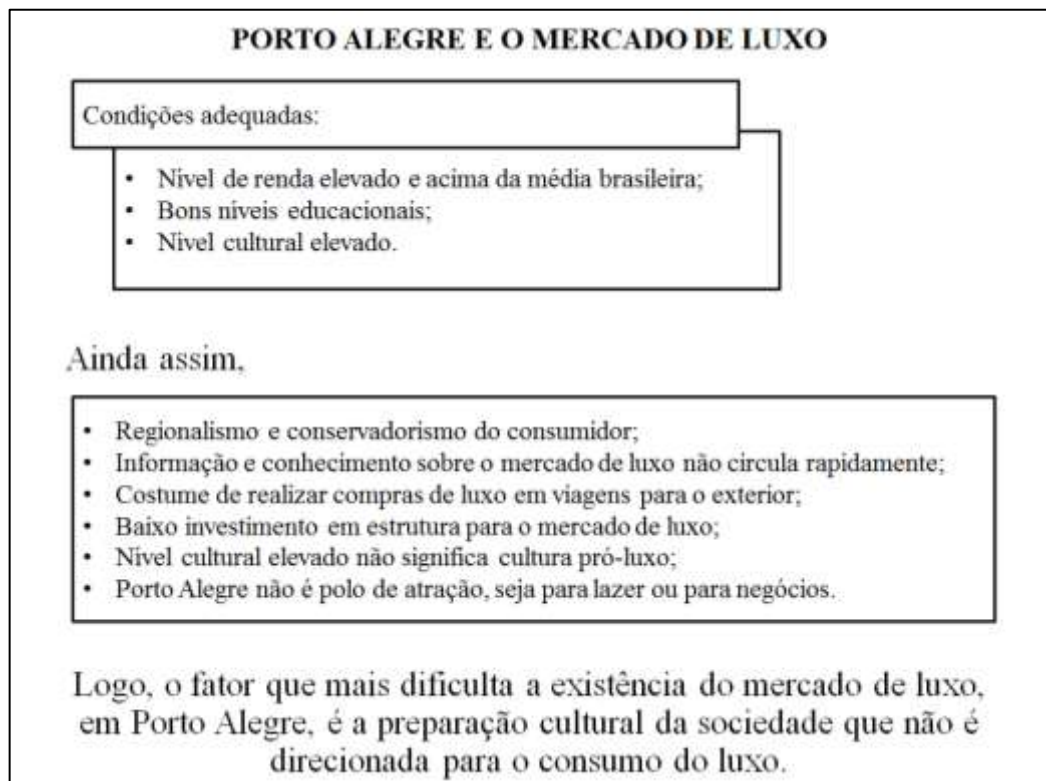 PORTO ALEGRE E O MERCADO DE LUXO
Condições adequadas:
• Nível de renda elevado e acima da média brasileira;
• Bons níveis educacionais;
• Nível cultural elevado.
Ainda assim,
• Regionalismo e conservadorismo do consumidor;
• Informação e conhecimento sobre o mercado de luxo não circula rapidamente;
• Costume de realizar compras de luxo em viagens para o exterior;
• Baixo investimento em estrutura para o mercado de luxo;
• Nível cultural elevado não significa cultura pró-luxo;
• Porto Alegre não é polo de atração, seja para lazer ou para negócios.
Logo, o fator que mais dificulta a existência do mercado de luxo,
em Porto Alegre, é a preparação cultural da sociedade que não é
direcionada para o consumo do luxo.